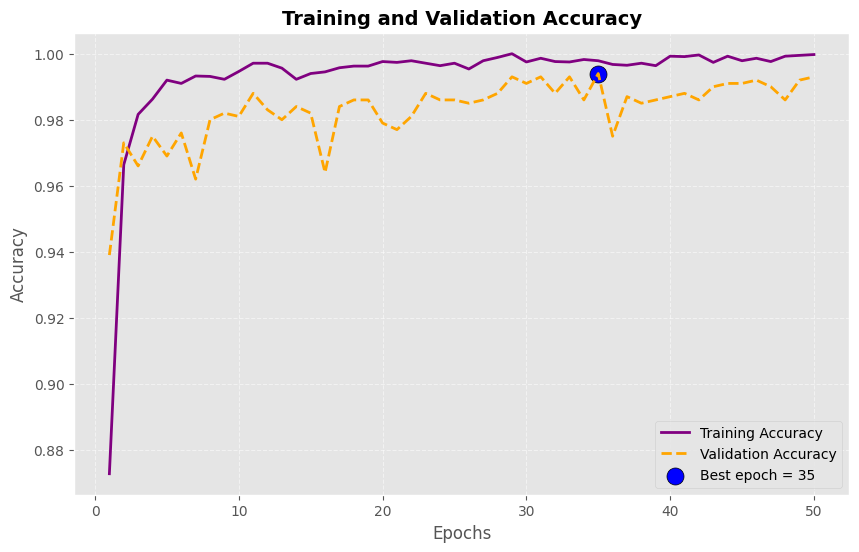 Training and Validation Accuracy
Accuracy
1.00
0.98
0.96
0.94
0.92
0.90
0.88
0
10
20
30
40
50
Epochs
Training Accuracy
Validation Accuracy
Best epoch = 35